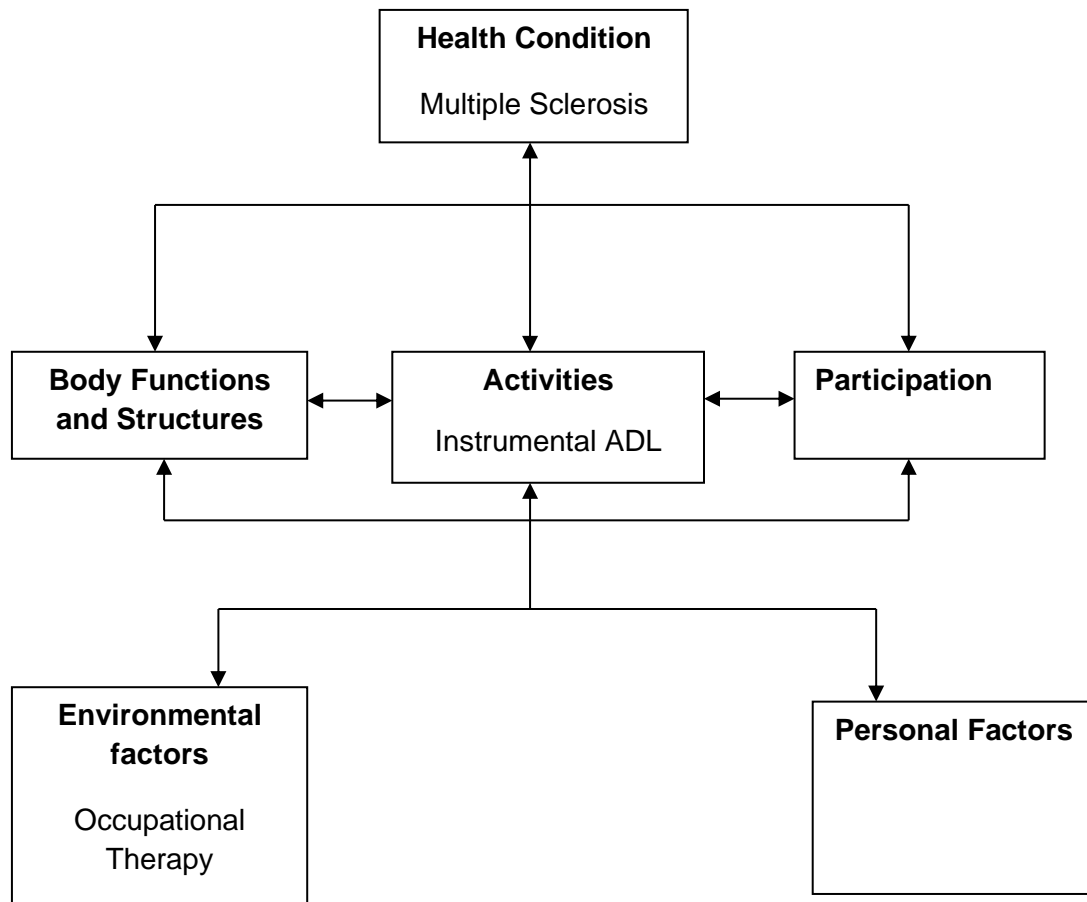 Health Condition
Multiple Sclerosis
Body Functions
and Structures
Activities
Instrumental ADL
Participation
Environmental
factors
Occupational
Therapy
Personal Factors